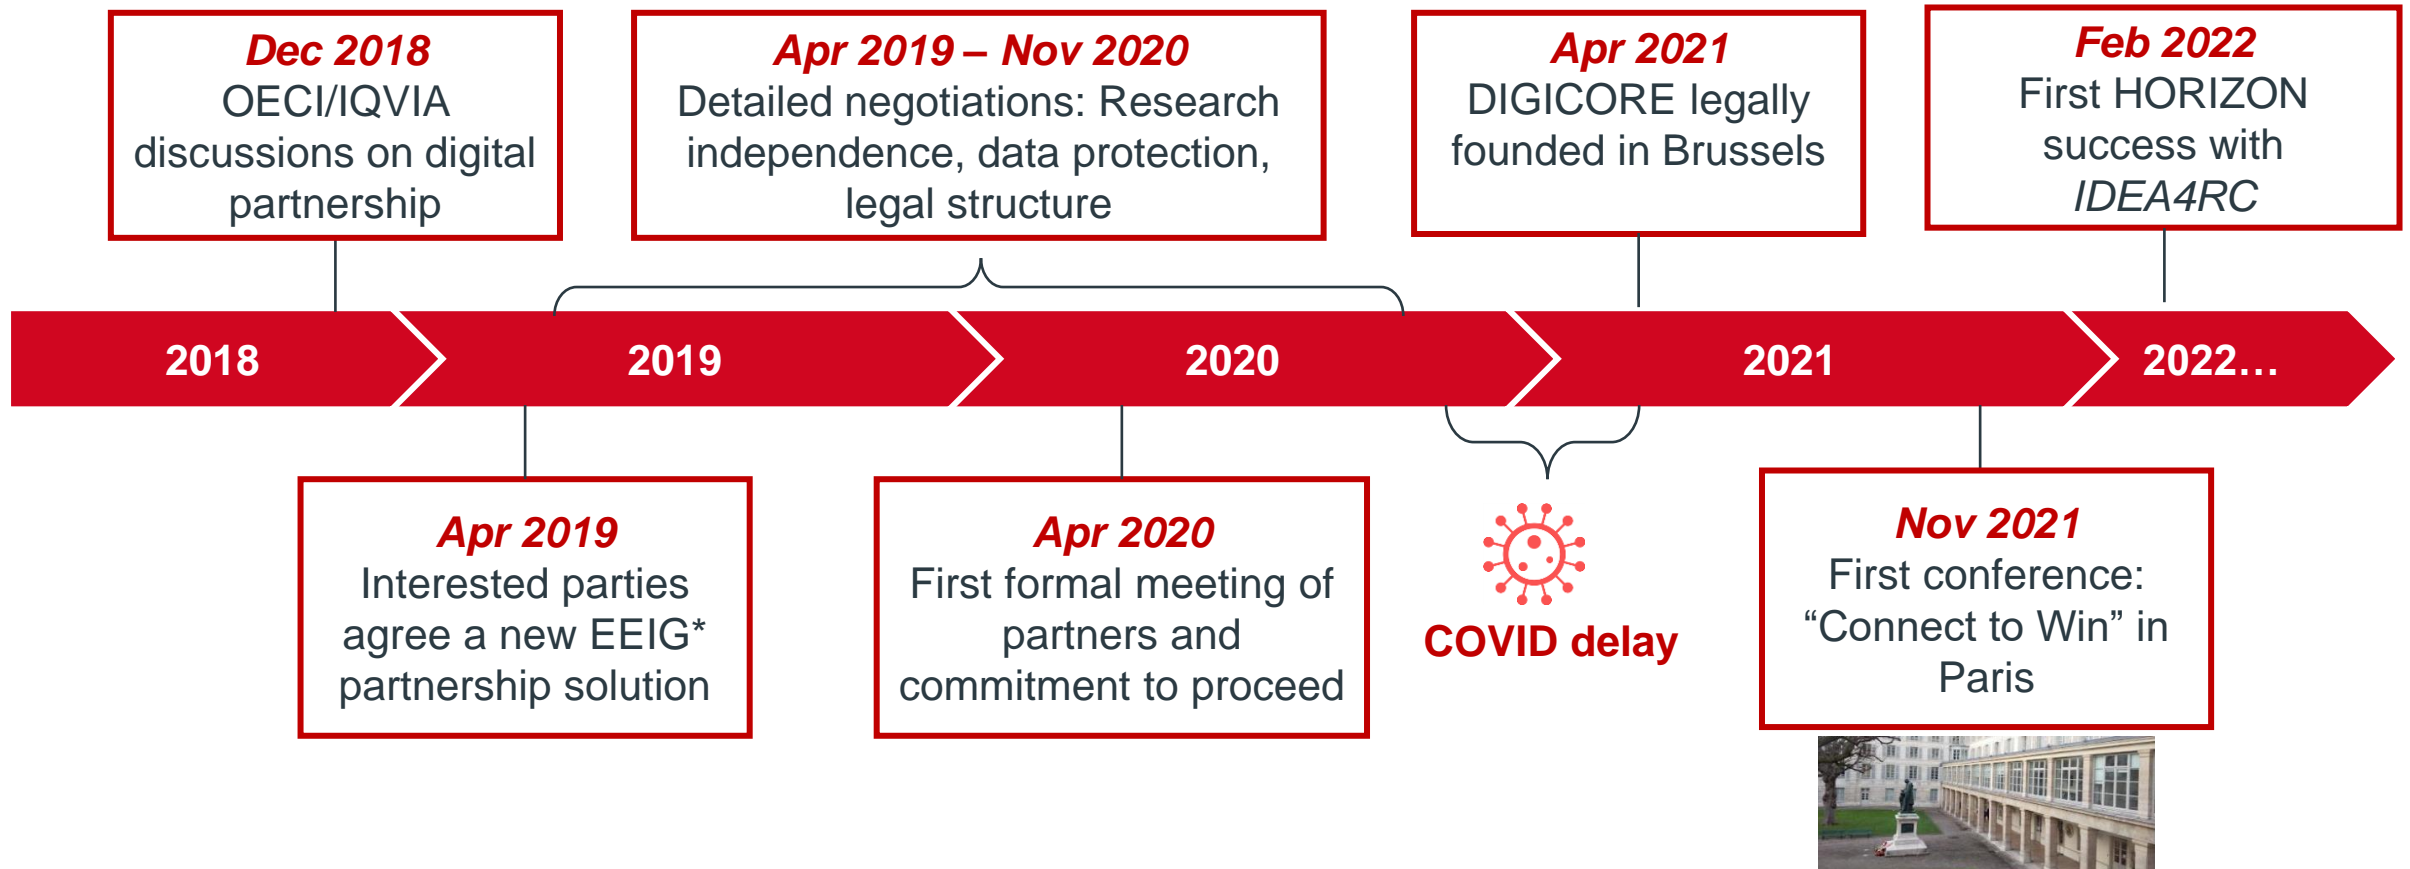 Dec 2018
OECI/IQVIA
discussions on digital
partnership
Apr 2019 – Nov 2020
Detailed negotiations: Research
independence, data protection,
legal structure
Apr 2021
DIGICORE legally
founded in Brussels
Feb 2022
First HORIZON
success with
IDEA4RC
2018
2019
2020
2021
2022…
Apr 2019
Interested parties
agree a new EEIG*
partnership solution
Apr 2020
First formal meeting of
partners and
commitment to proceed
COVID delay
Nov 2021
First conference:
“Connect to Win” in
Paris